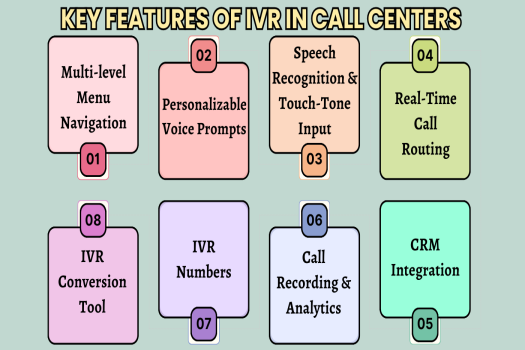 KEY FEATURES OF IVR IN CALL CENTERS
Multi-level
Menu
Navigation
01
02
Personalizable
Voice Prompts
Speech
Recognition &
Touch-Tone
Input
03
04
Real-Time
Call
Routing
08
IVR
Conversion
Tool
IVR
Numbers
07
06
Call
Recording &
Analytics
CRM
Integration
05